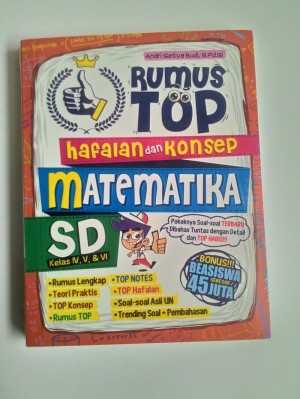 Andri Setiya Budi, S.Pd.Si
RUMUS
TOP
hafalan dan Konsep
MATEMATIKA
SD
Kelas IV, V, & VI
Pokoknya Soal-soal TERBARU
Dibahas Tuntas dengan Detail
dan TOP HABIS!!!
• Rumus Lengkap
• Teori Praktis
• TOP Konsep
• Rumus TOP
• TOP NOTES
• TOP Hafalan
• Soal-soal Asli UN
• Trending Soal + Pembahasan
BONUS!!!
BEASISWA
45 JUTA